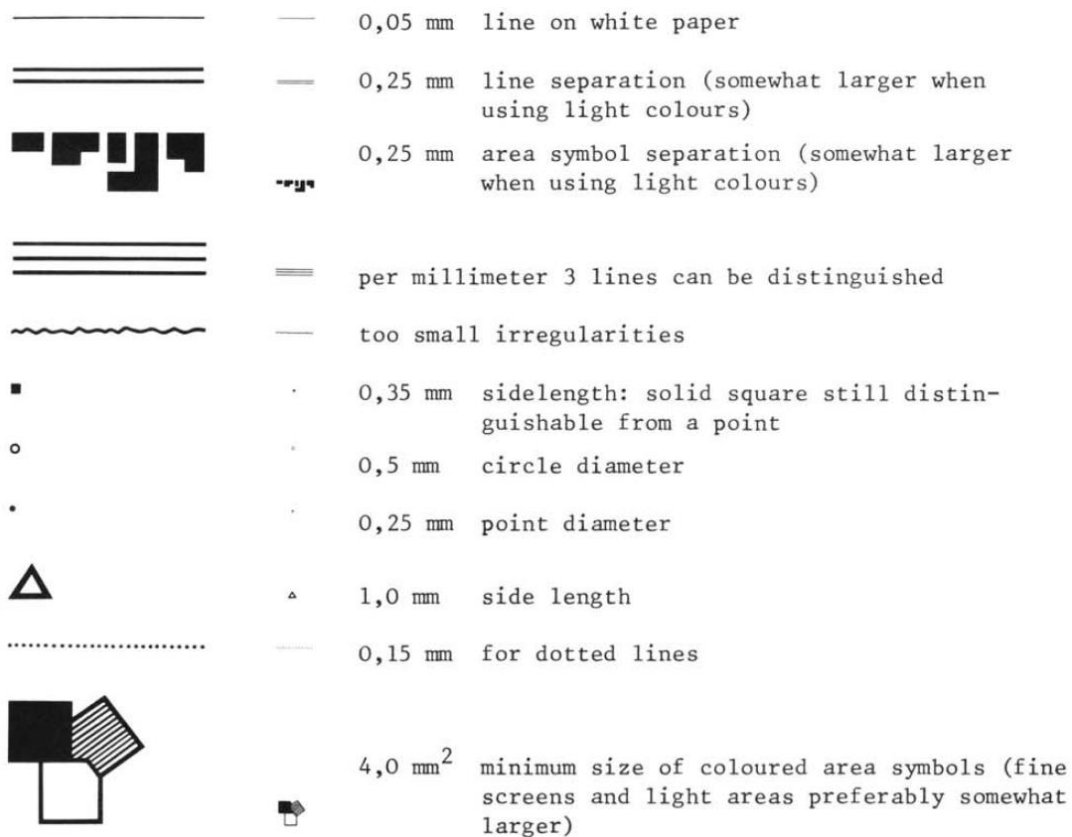 0,05 mm line on white paper
0,25 mm line separation (somewhat larger when
using light colours)
0,25 mm area symbol separation (somewhat larger
when using light colours)
per millimeter 3 lines can be distinguished
too small irregularities
0,35 mm sidelength: solid square still distin-
guishable from a point
0,5 mm circle diameter
0,25 mm point diameter
1,0 mm side length
0,15 mm for dotted lines
4,0 mm² minimum size of coloured area symbols (fine
screens and light areas preferably somewhat
larger)